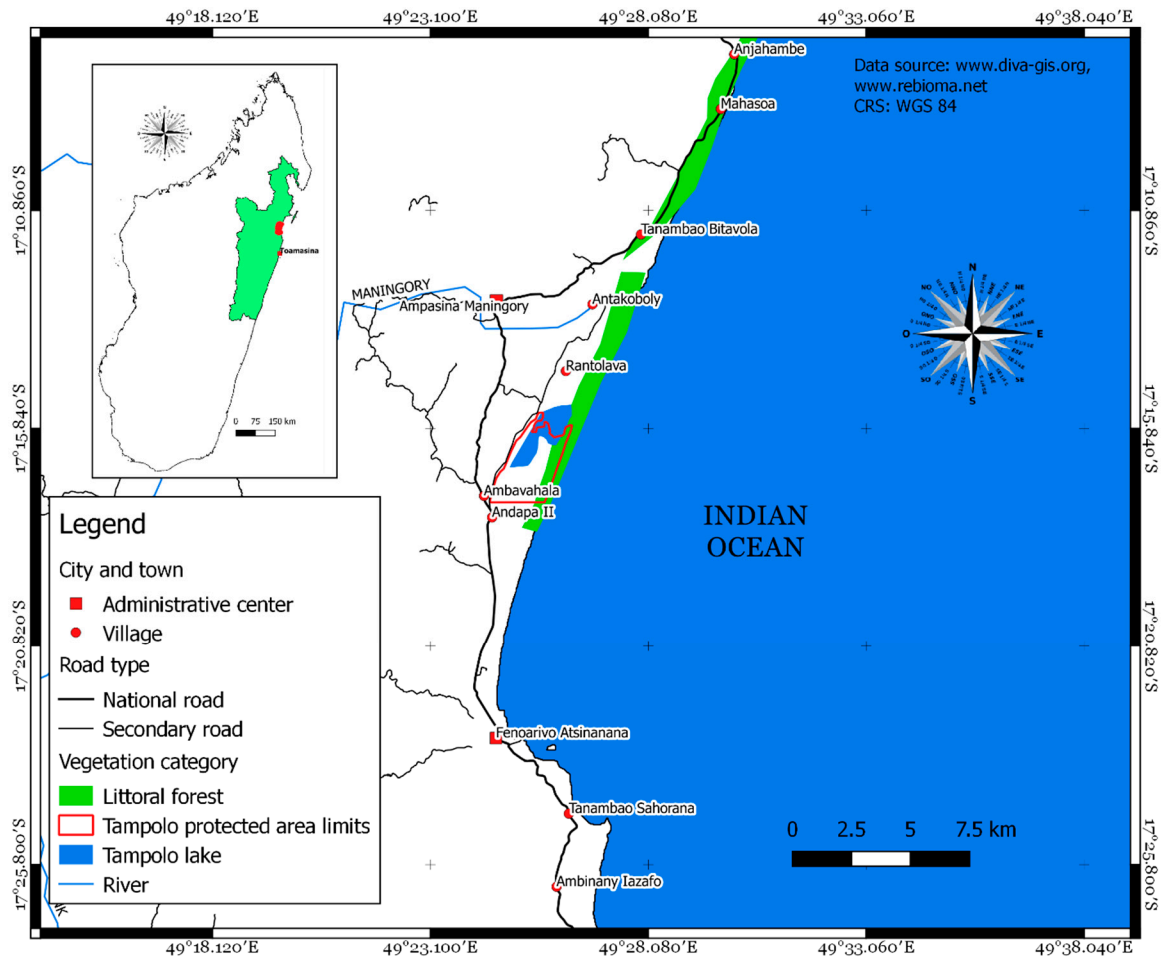 49°18.120′E 49°23.100′E 49°28.080′E 49°33.060′E 49°38.040′E
Data source: www.diva-gis.org,
www.rebioma.net
CRS: WGS 84
Anjahambe
Mahasoa
17°10.860′S 17°10.860′S
Tanambao Bitavola
Toamasina
MANINGORY
Ampasina Maningory
Antakoboly
Rantolava
N
NO NE
O E
SO SE
S
0 75 150 km
17°15.840′S 17°15.840′S
Ambavahala
Andapa II
INDIAN
OCEAN
Legend
City and town
Administrative center
Village
Road type
National road
Secondary road
Vegetation category
Littoral forest
Tampolo protected area limits
Tampolo lake
River
17°20.820′S 17°20.820′S
Fenoarivo Atsinanana
Tanambao Sahorana
0 2.5 5 7.5 km
17°25.800′S 17°25.800′S
Ambinany Iazafo
49°18.120′E 49°23.100′E 49°28.080′E 49°33.060′E 49°38.040′E